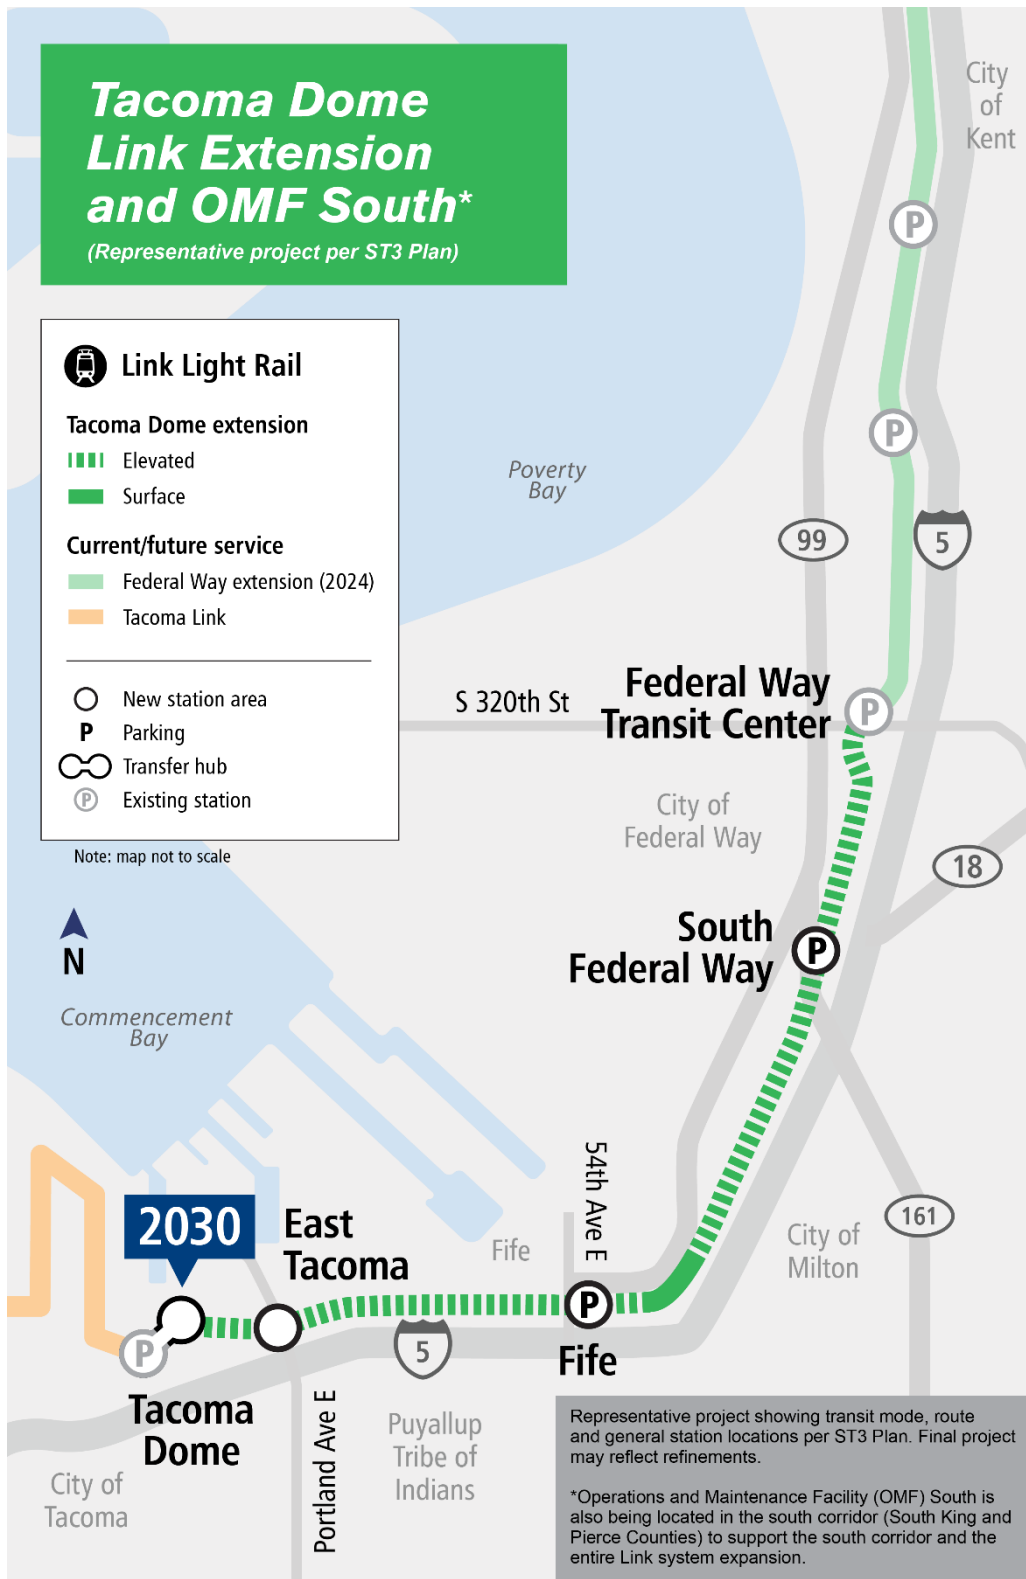 Tacoma Dome
Link Extension
and OMF South*
(Representative project per ST3 Plan)
Link Light Rail
Tacoma Dome extension
Elevated
Surface
Current/future service
Federal Way extension (2024)
Tacoma Link
New station area
P Parking
Transfer hub
P Existing station
Note: map not to scale
N
City
of
Kent
P
P
Poverty
Bay
99
5
S 320th St
Federal Way
Transit Center
P
City of
Federal Way
18
South
Federal Way
P
Commencement
Bay
54th Ave E
161
City of
Milton
2030
East
Tacoma
Fife
P
5
Fife
P
Tacoma
Dome
Portland Ave E
Puyallup
Tribe of
Indians
City of
Tacoma
Representative project showing transit mode, route
and general station locations per ST3 Plan. Final project
may reflect refinements.
*Operations and Maintenance Facility (OMF) South is
also being located in the south corridor (South King and
Pierce Counties) to support the south corridor and the
entire Link system expansion.